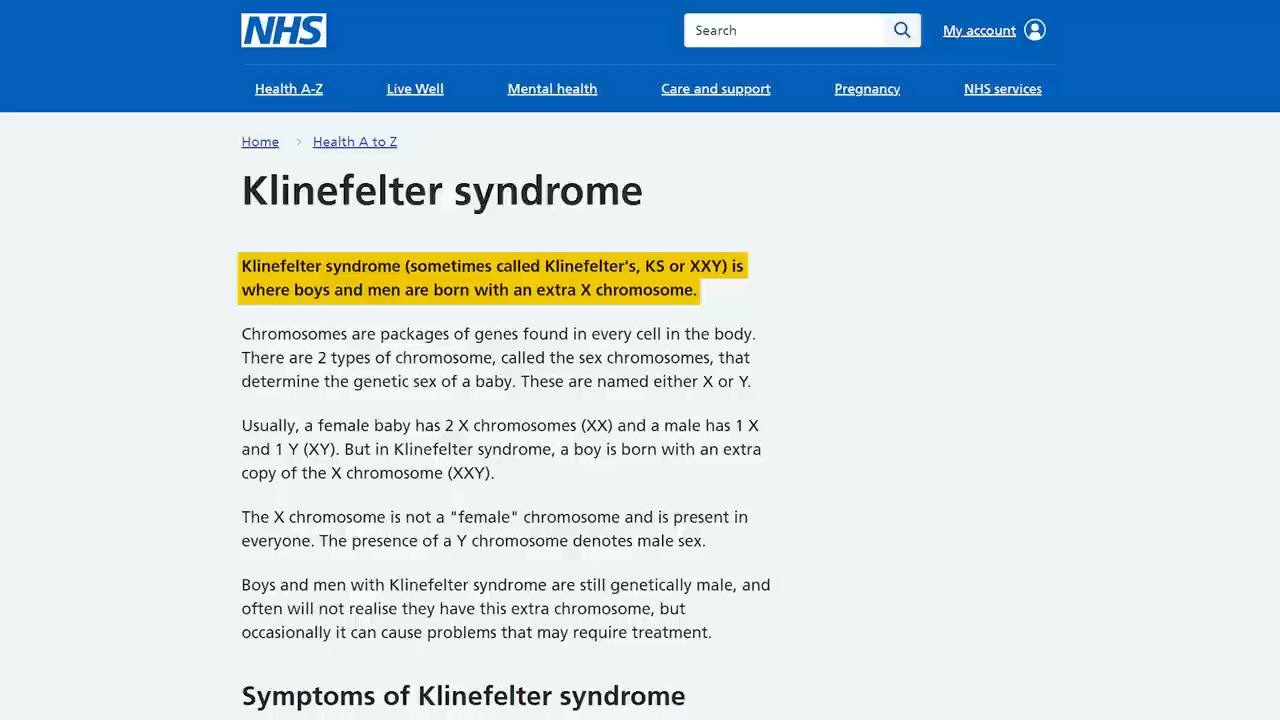 NHS
Search
My account
Health A-Z
Live Well
Mental health
Care and support
Pregnancy
NHS services
Home
Health A to Z
Klinefelter syndrome
Klinefelter syndrome (sometimes called Klinefelter's, KS or XXY) is
where boys and men are born with an extra X chromosome.
Chromosomes are packages of genes found in every cell in the body.
There are 2 types of chromosome, called the sex chromosomes, that
determine the genetic sex of a baby. These are named either X or Y.
Usually, a female baby has 2 X chromosomes (XX) and a male has 1 X
and 1 Y (XY). But in Klinefelter syndrome, a boy is born with an extra
copy of the X chromosome (XXY).
The X chromosome is not a "female" chromosome and is present in
everyone. The presence of a Y chromosome denotes male sex.
Boys and men with Klinefelter syndrome are still genetically male, and
often will not realise they have this extra chromosome, but
occasionally it can cause problems that may require treatment.
Symptoms of Klinefelter syndrome